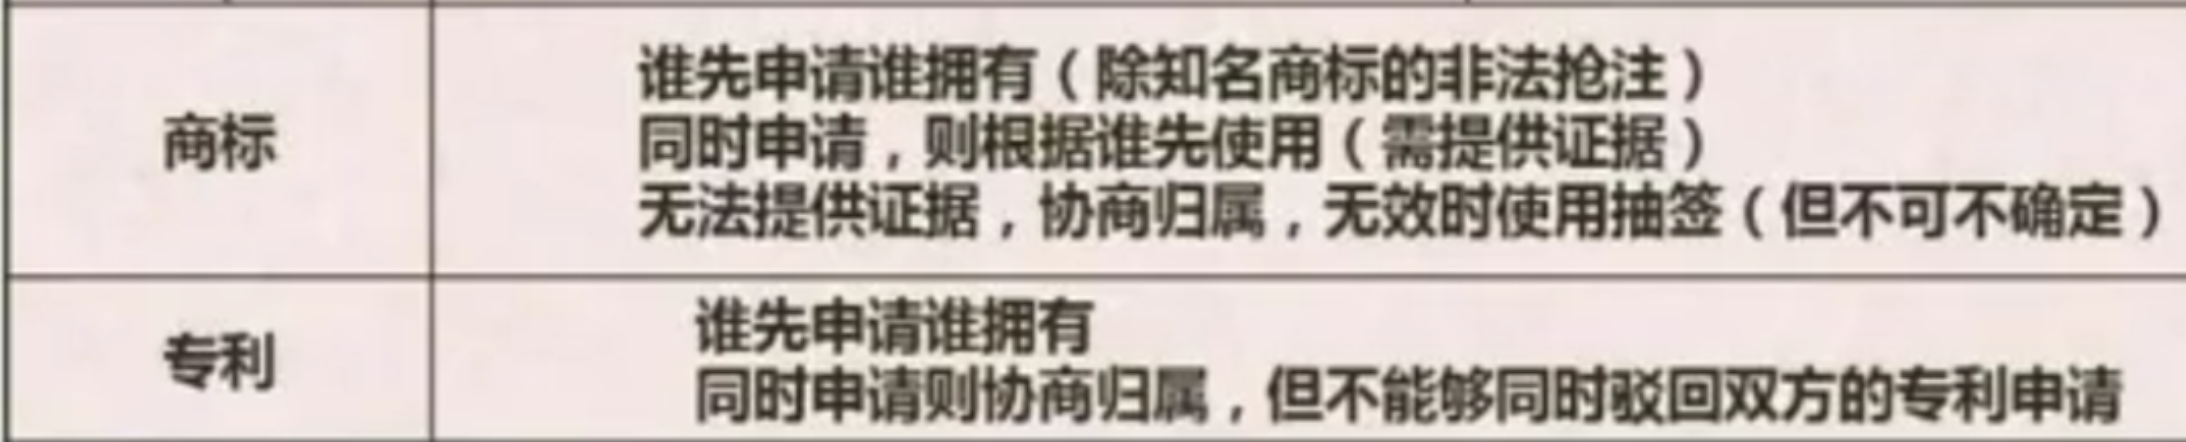 商标
谁先申请谁拥有（除知名商标的非法抢注）
同时申请，则根据谁先使用（需提供证据）
无法提供证据，协商归属，无效时使用抽签（但不可不确定）
专利
谁先申请谁拥有
同时申请则协商归属，但不能够同时驳回双方的专利申请